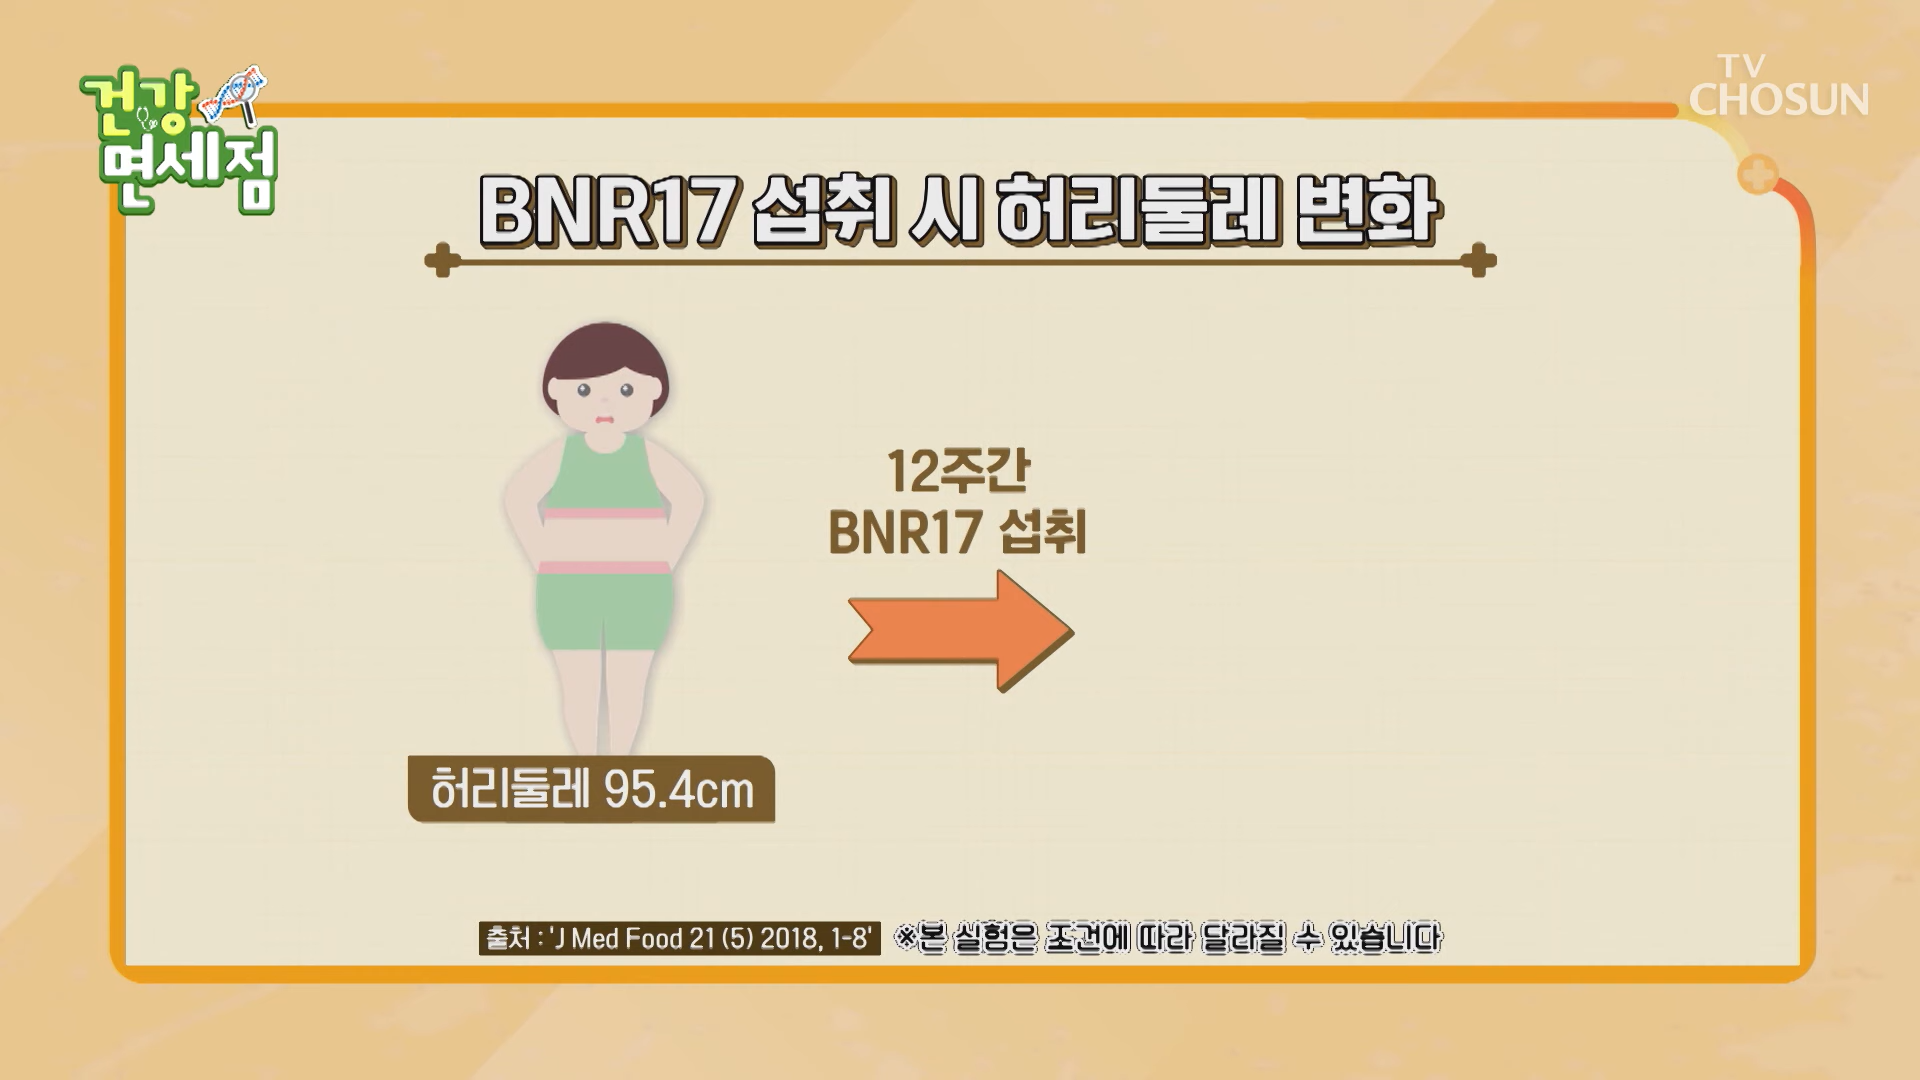 건강
면세점
TV
CHOSUN
BNR17 섭취 시 허리둘레 변화
12주간
BNR17 섭취
허리둘레 95.4cm
출처 : 'J Med Food 21 (5) 2018, 1-8' ※본 실험은 조건에 따라 달라질 수 있습니다